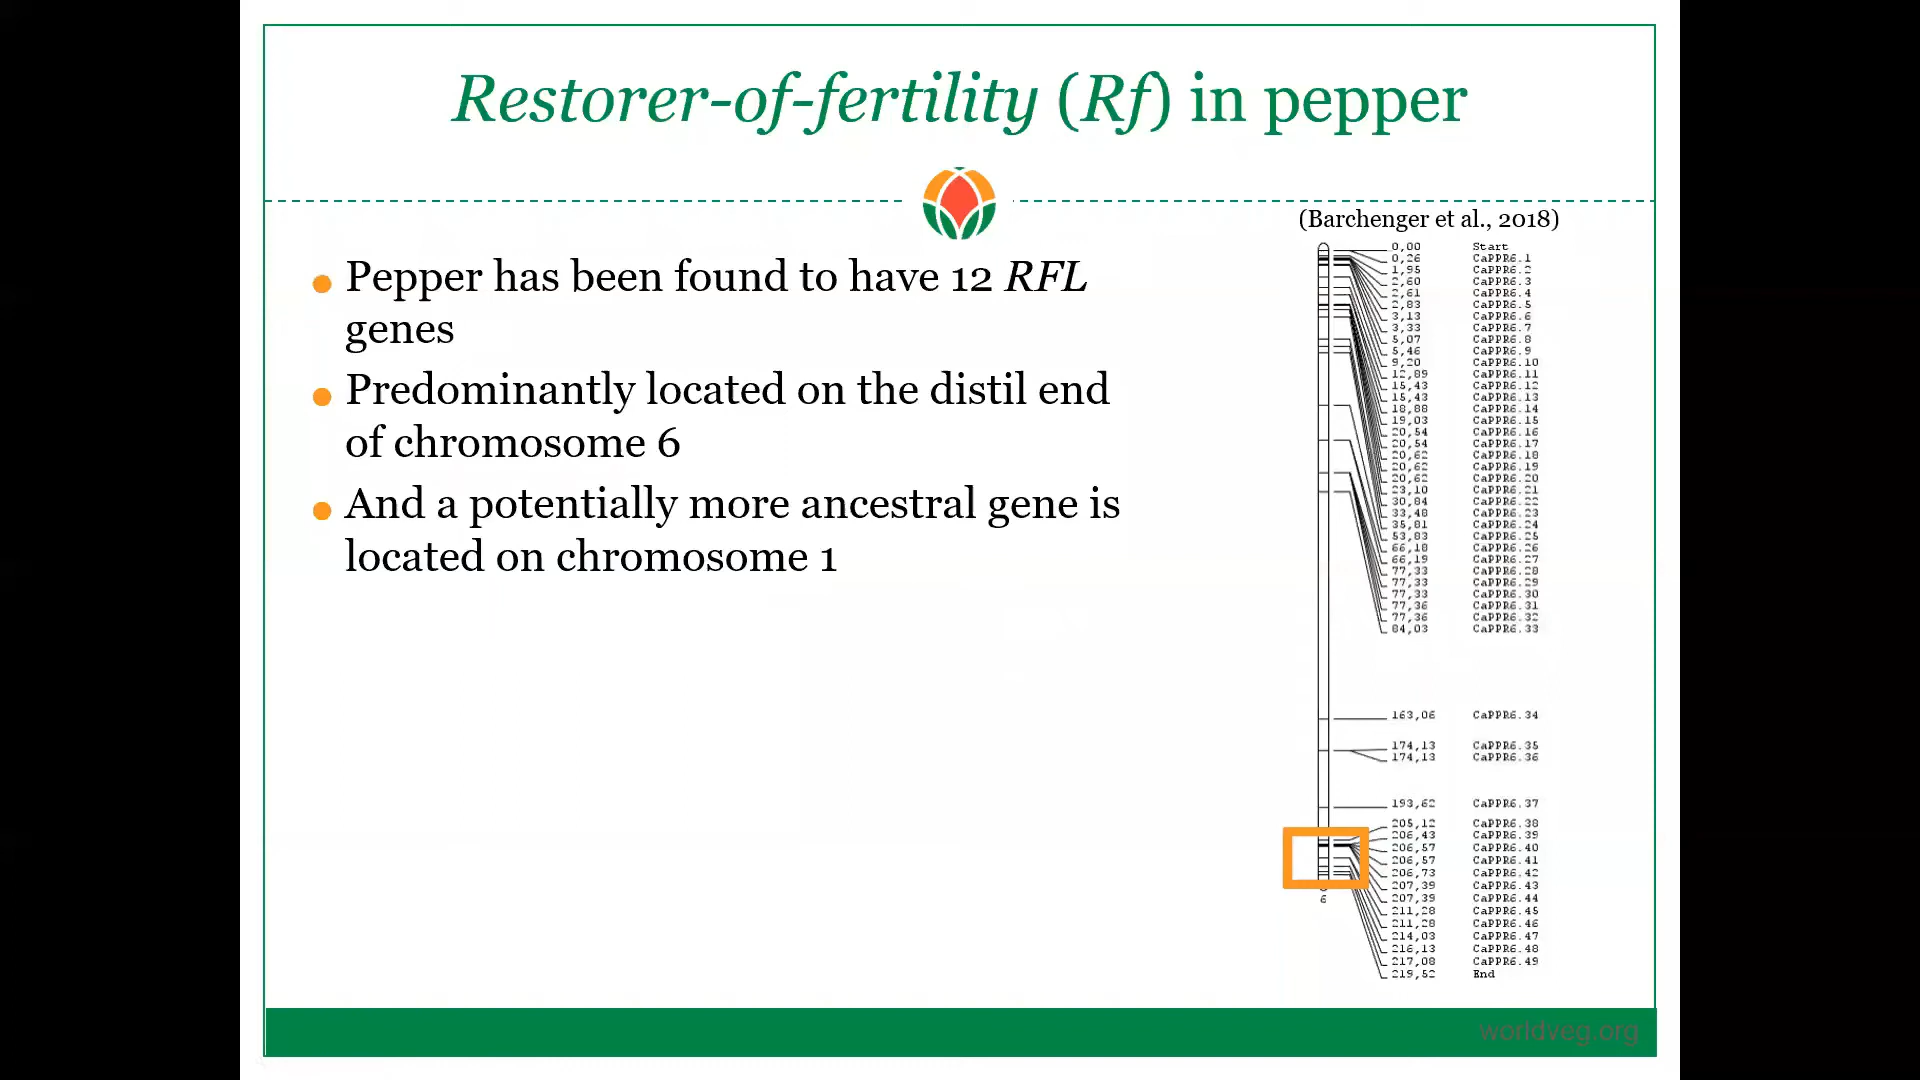 Restorer-of-fertility (Rf) in pepper
(Barchenger et al., 2018)
Pepper has been found to have 12 RFL
genes
Predominantly located on the distil end
of chromosome 6
And a potentially more ancestral gene is
located on chromosome 1
0,00 Start
0,26 CaPPR6.1
1,95 CaPPR6.2
2,60 CaPPR6.3
2,61 CaPPR6.4
2,83 CaPPR6.5
3,13 CaPPR6.6
3,33 CaPPR6.7
5,07 CaPPR6.8
5,46 CaPPR6.9
9,20 CaPPR6.10
12,89 CaPPR6.11
15,43 CaPPR6.12
15,43 CaPPR6.13
18,88 CaPPR6.14
19,03 CaPPR6.15
20,54 CaPPR6.16
20,54 CaPPR6.17
20,62 CaPPR6.18
20,62 CaPPR6.19
20,62 CaPPR6.20
23,10 CaPPR6.21
30,84 CaPPR6.22
33,48 CaPPR6.23
35,81 CaPPR6.24
53,83 CaPPR6.25
66,18 CaPPR6.26
66,19 CaPPR6.27
77,33 CaPPR6.28
77,33 CaPPR6.29
77,33 CaPPR6.30
77,36 CaPPR6.31
77,36 CaPPR6.32
84,03 CaPPR6.33
163,06 CaPPR6.34
174,13 CaPPR6.35
174,13 CaPPR6.36
193,62 CaPPR6.37
205,12 CaPPR6.38
206,43 CaPPR6.39
206,57 CaPPR6.40
206,57 CaPPR6.41
206,73 CaPPR6.42
207,39 CaPPR6.43
207,39 CaPPR6.44
211,28 CaPPR6.45
211,28 CaPPR6.46
214,03 CaPPR6.47
216,13 CaPPR6.48
217,08 CaPPR6.49
219,52 End
6
worldveg.org